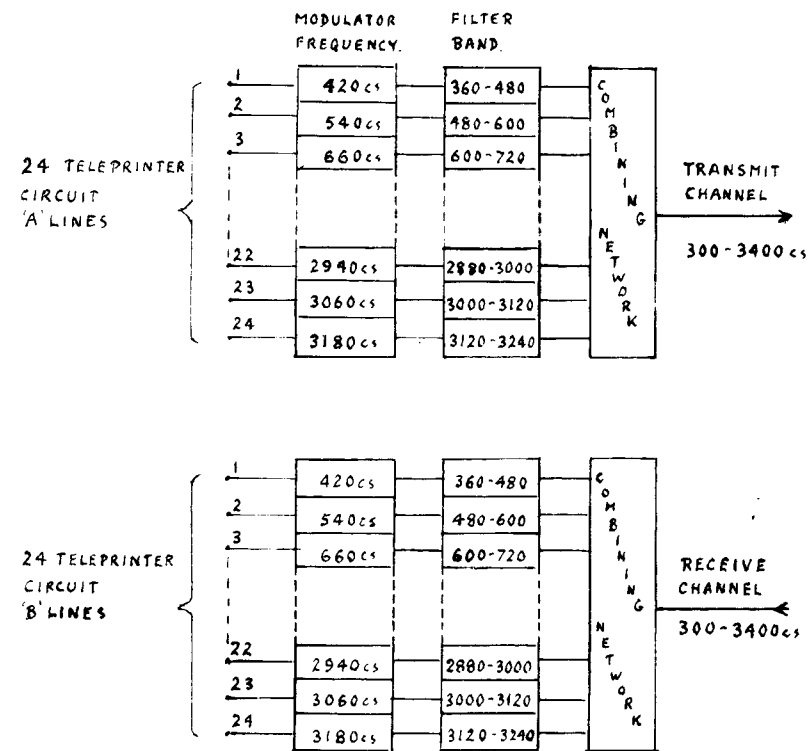 MODULATOR FREQUENCY.
FILTER BAND.
1 420cs 360-480
2 540cs 480-600
3 660cs 600-720
24 TELEPRINTER
CIRCUIT
'A' LINES
22 2940cs 2880-3000
23 3060cs 3000-3120
24 3180cs 3120-3240
COMBINING NETWORK
TRANSMIT
CHANNEL
300-3400cs
1 420cs 360-480
2 540cs 480-600
3 660cs 600-720
24 TELEPRINTER
CIRCUIT
'B' LINES
22 2940cs 2880-3000
23 3060cs 3000-3120
24 3180cs 3120-3240
COMBINING NETWORK
RECEIVE
CHANNEL
300-3400cs